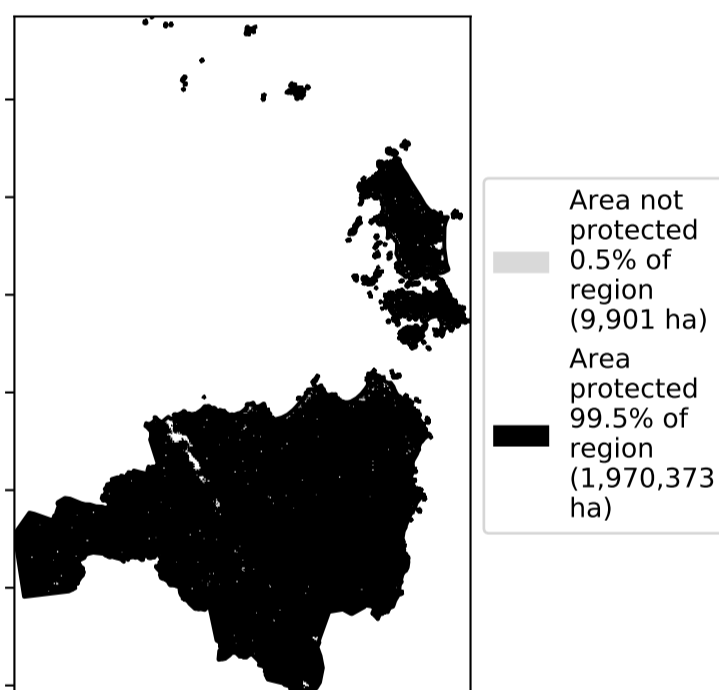 Area not
protected
0.5% of
region
(9,901 ha)
Area
protected
99.5% of
region
(1,970,373
ha)